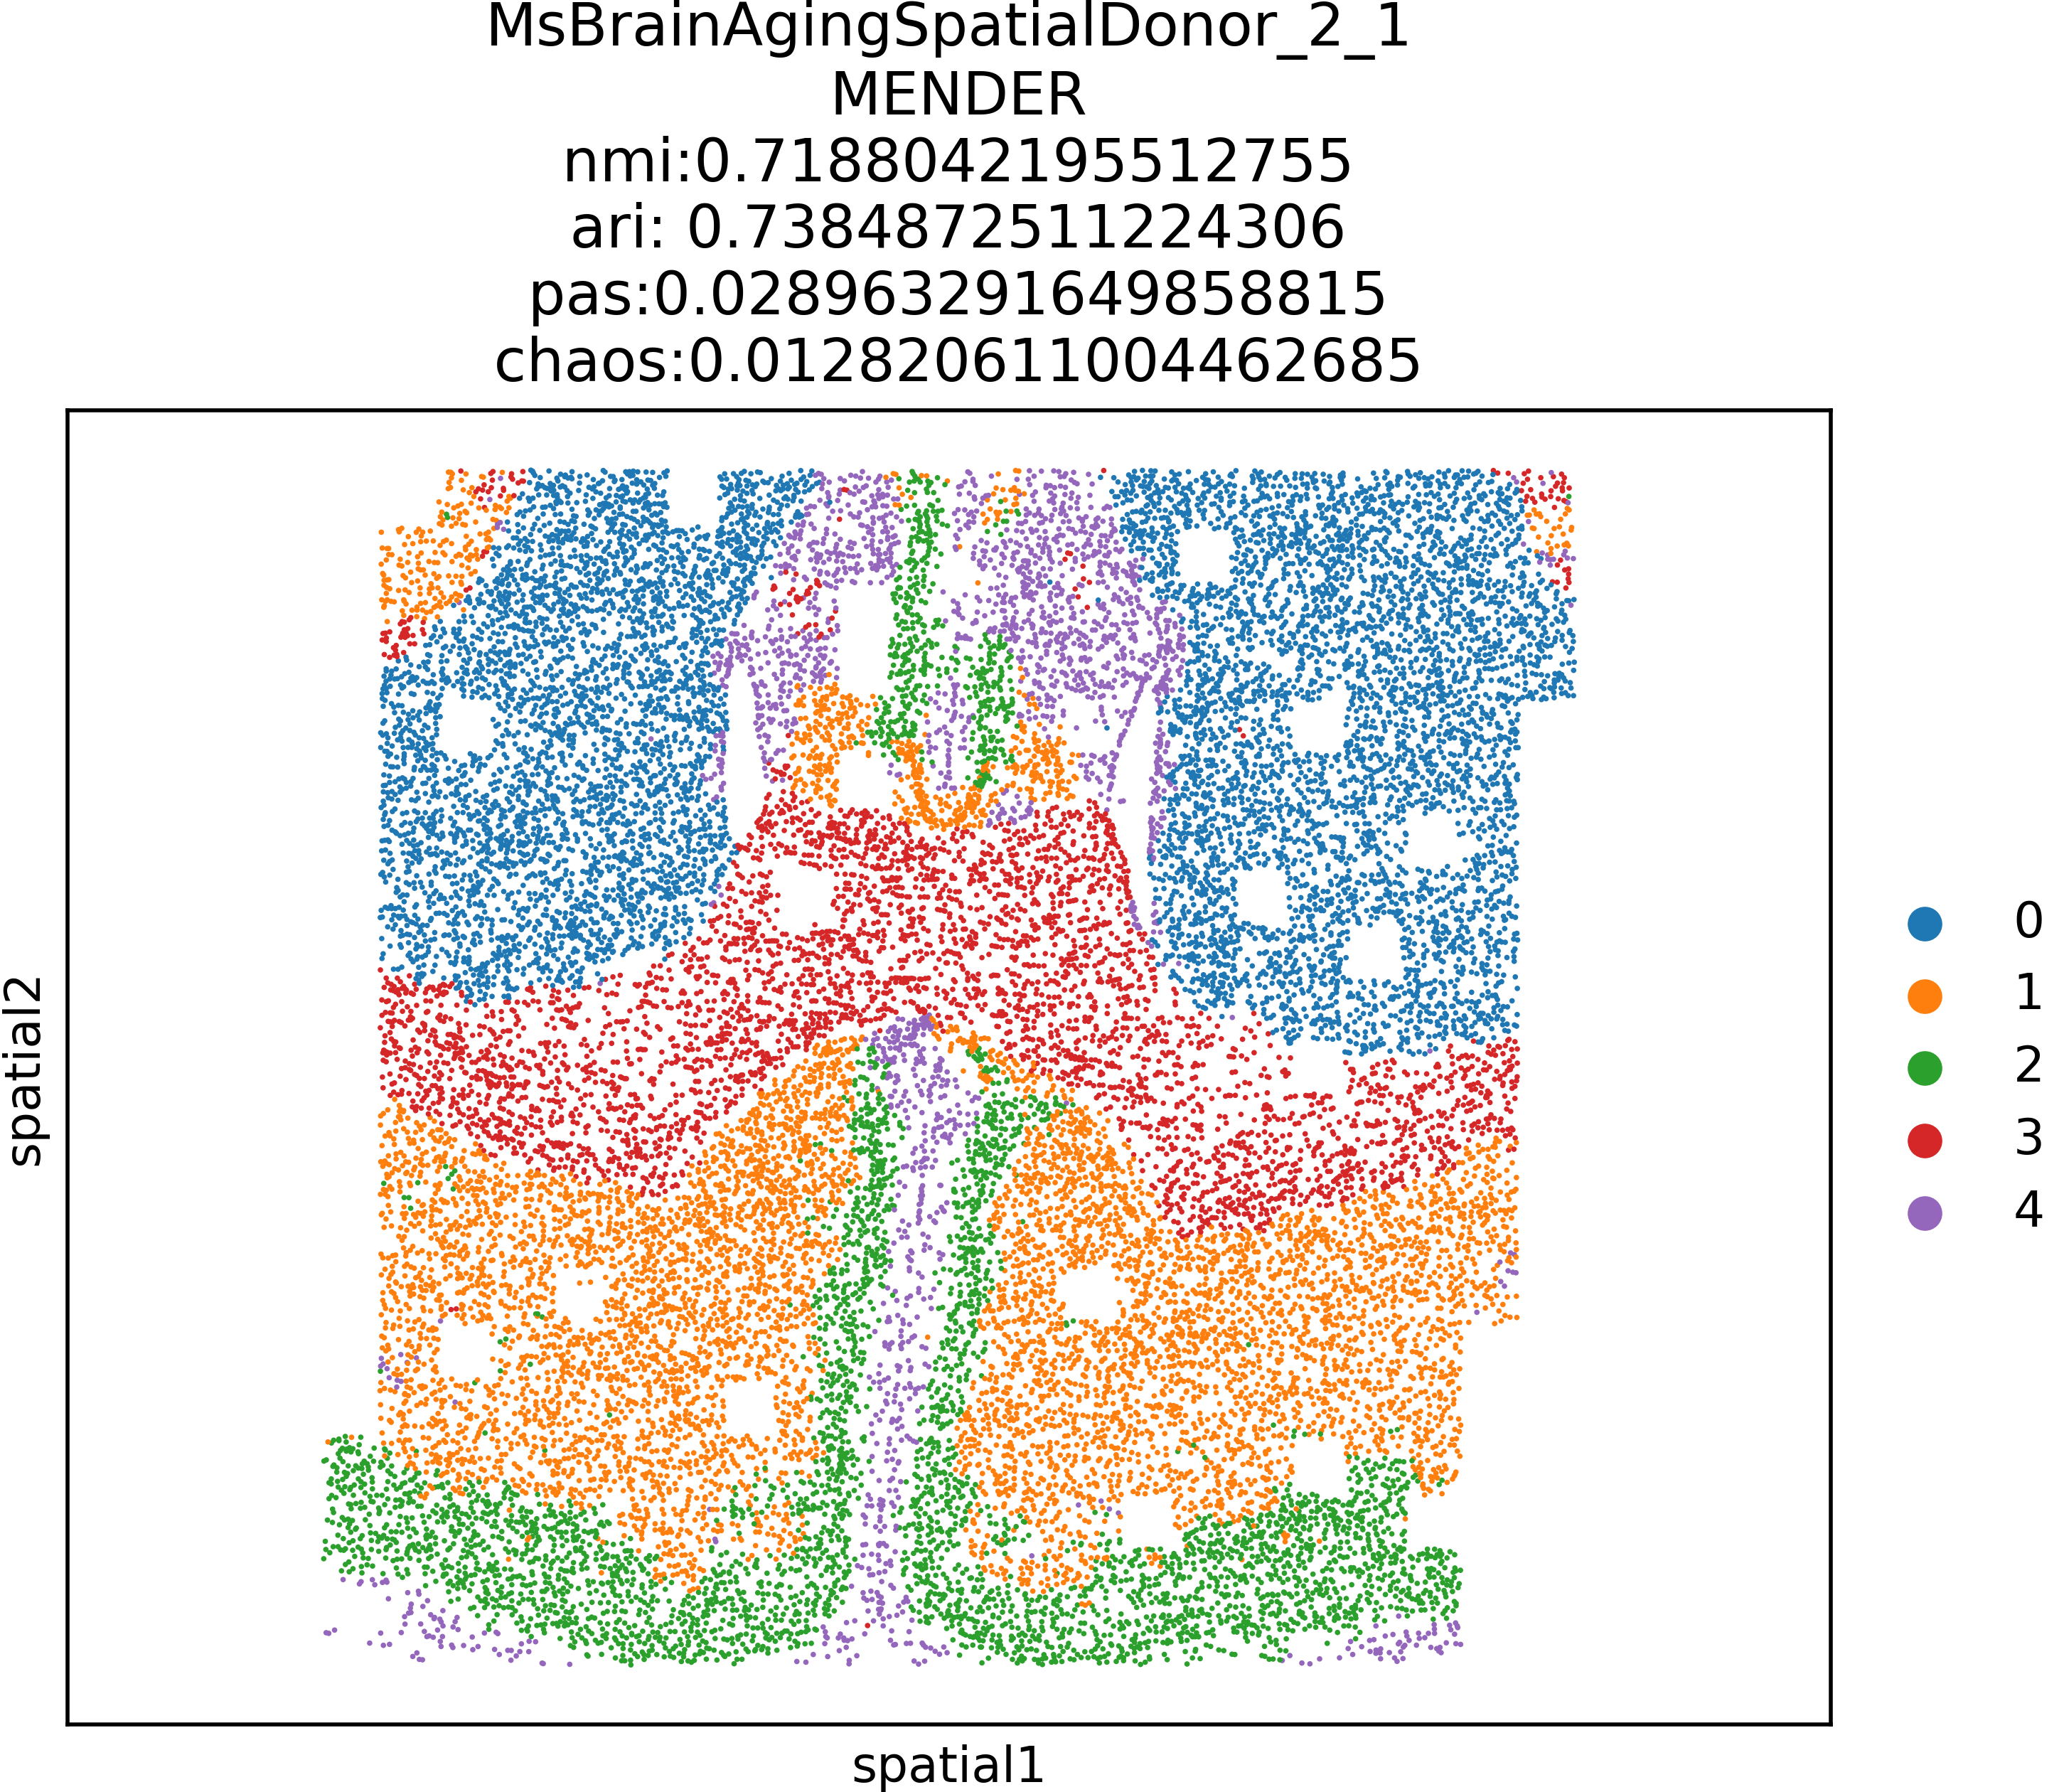 MsBrainAgingSpatialDonor_2_1
MENDER
nmi:0.7188042195512755
ari: 0.7384872511224306
pas:0.028963291649858815
chaos:0.012820611004462685
spatial2
0
1
2
3
4
spatial1